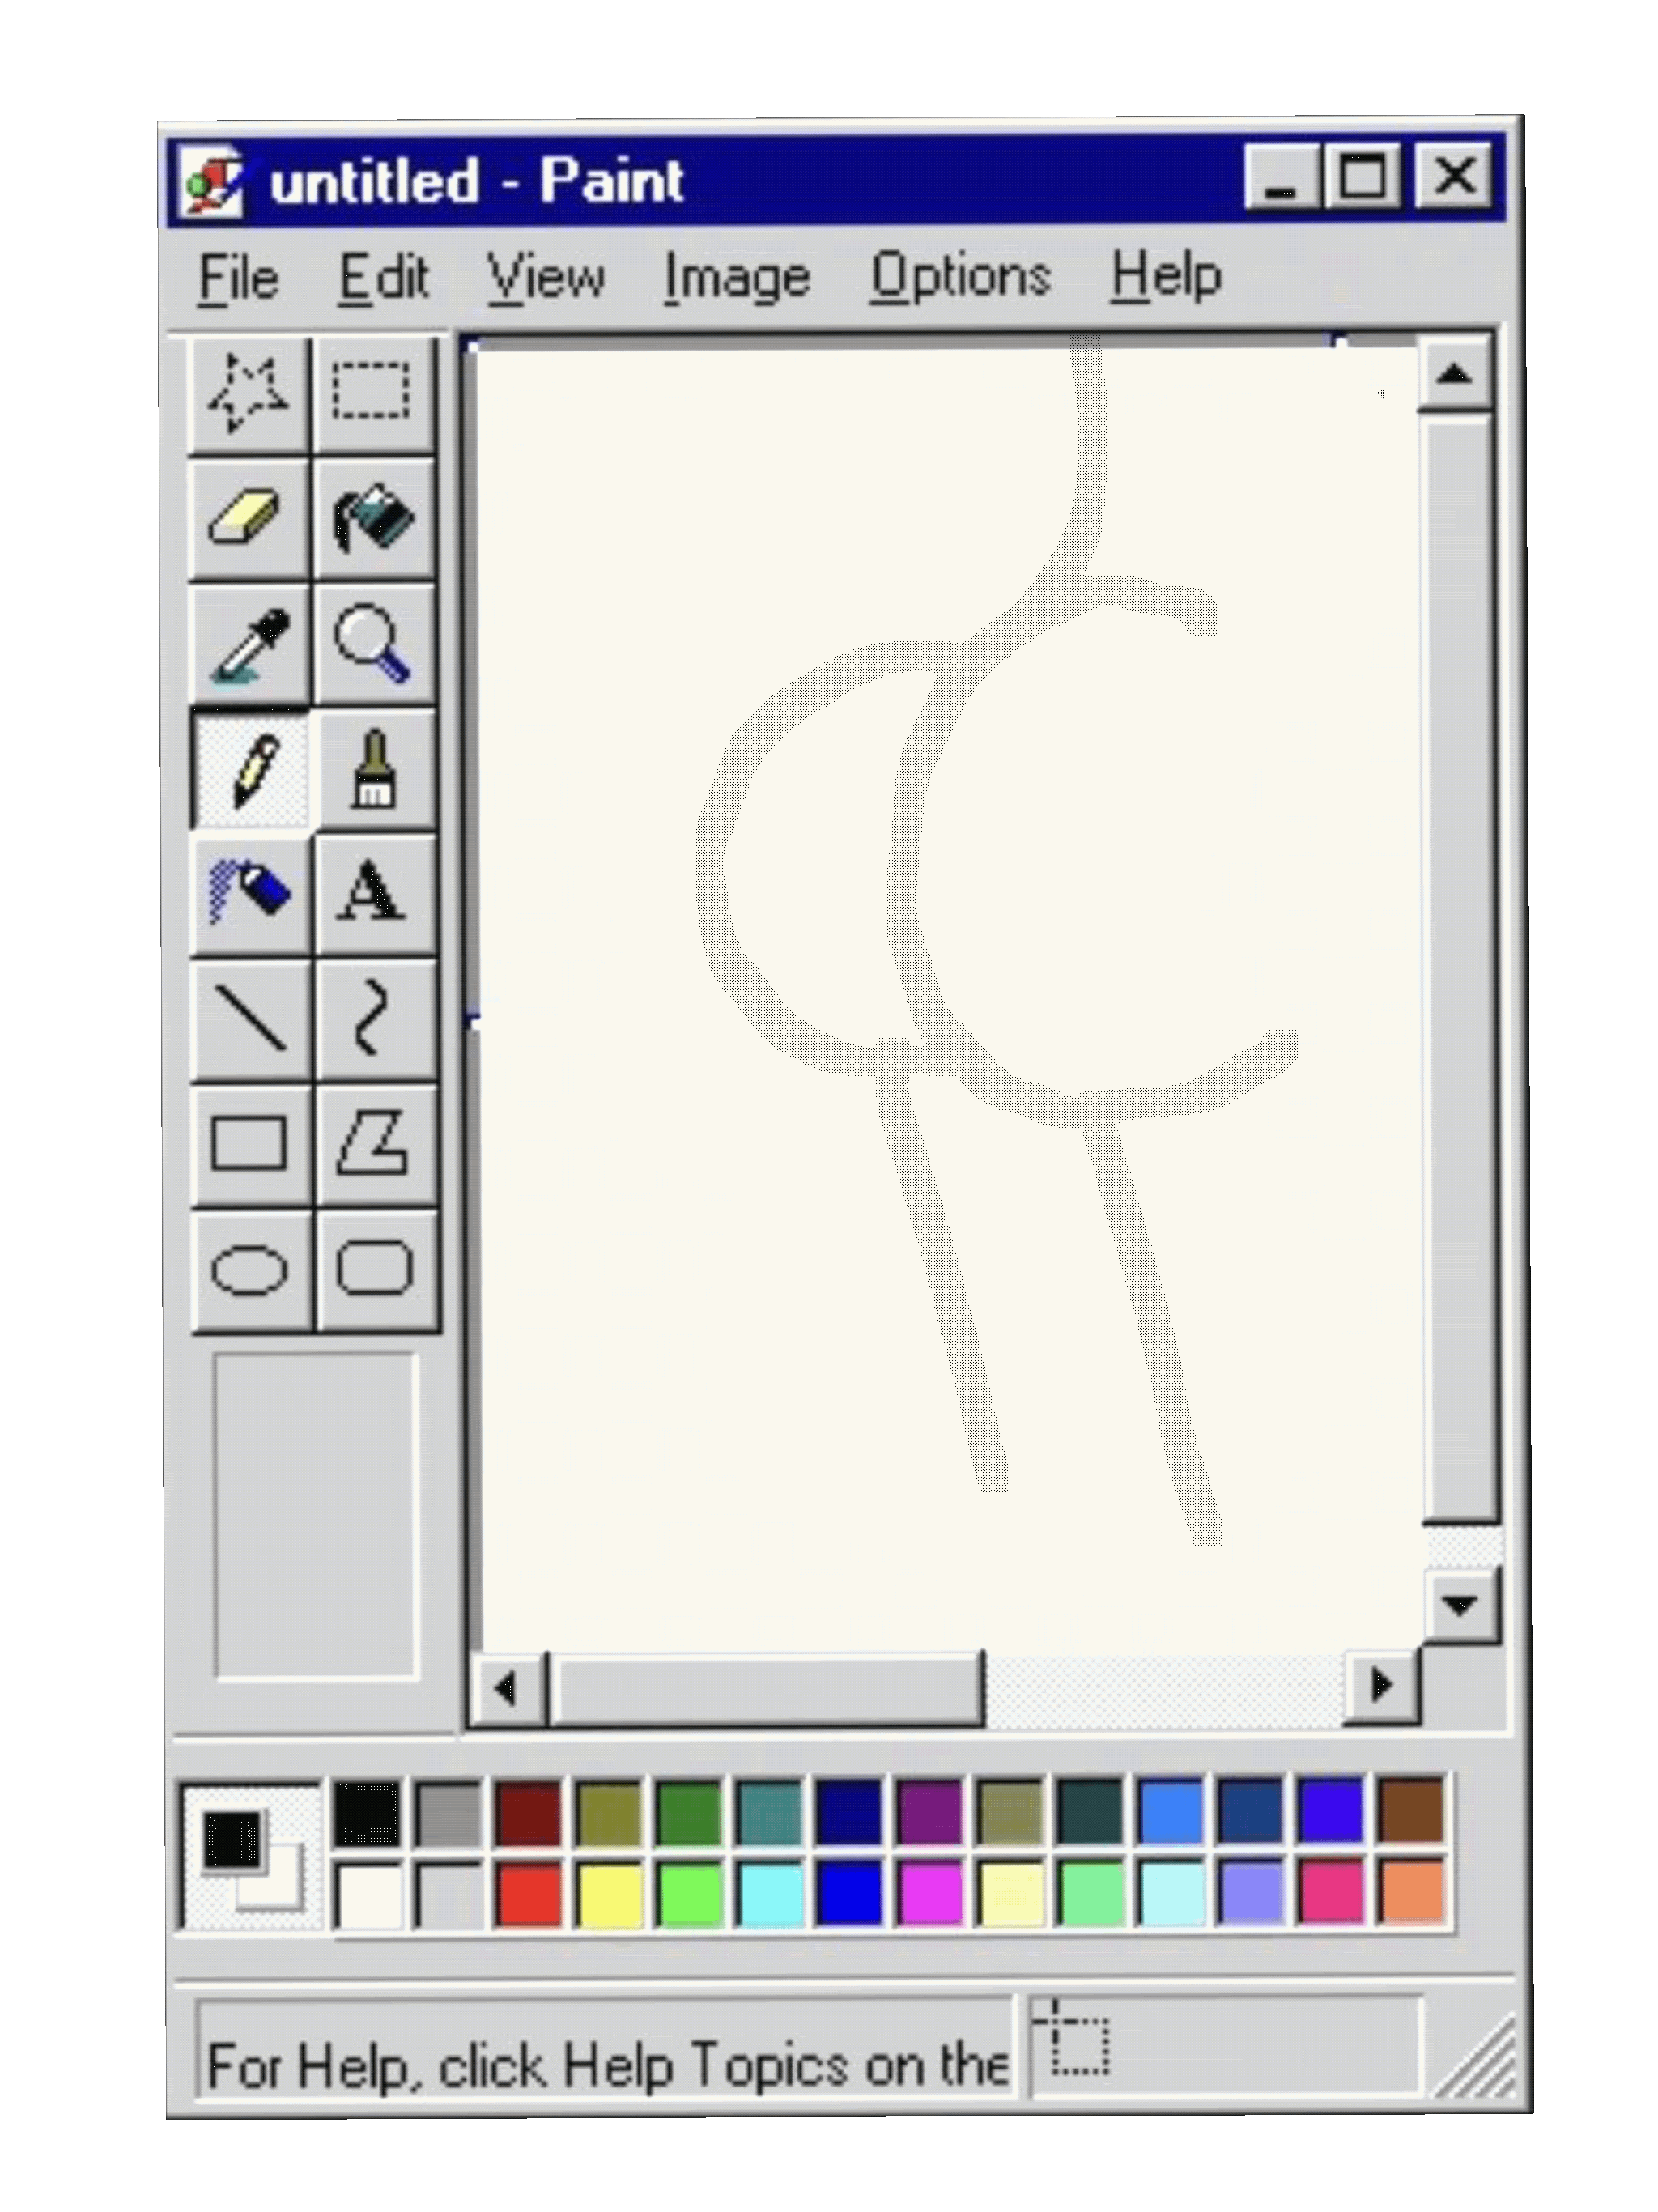 untitled - Paint
File Edit View Image Options Help
A
For Help, click Help Topics on the